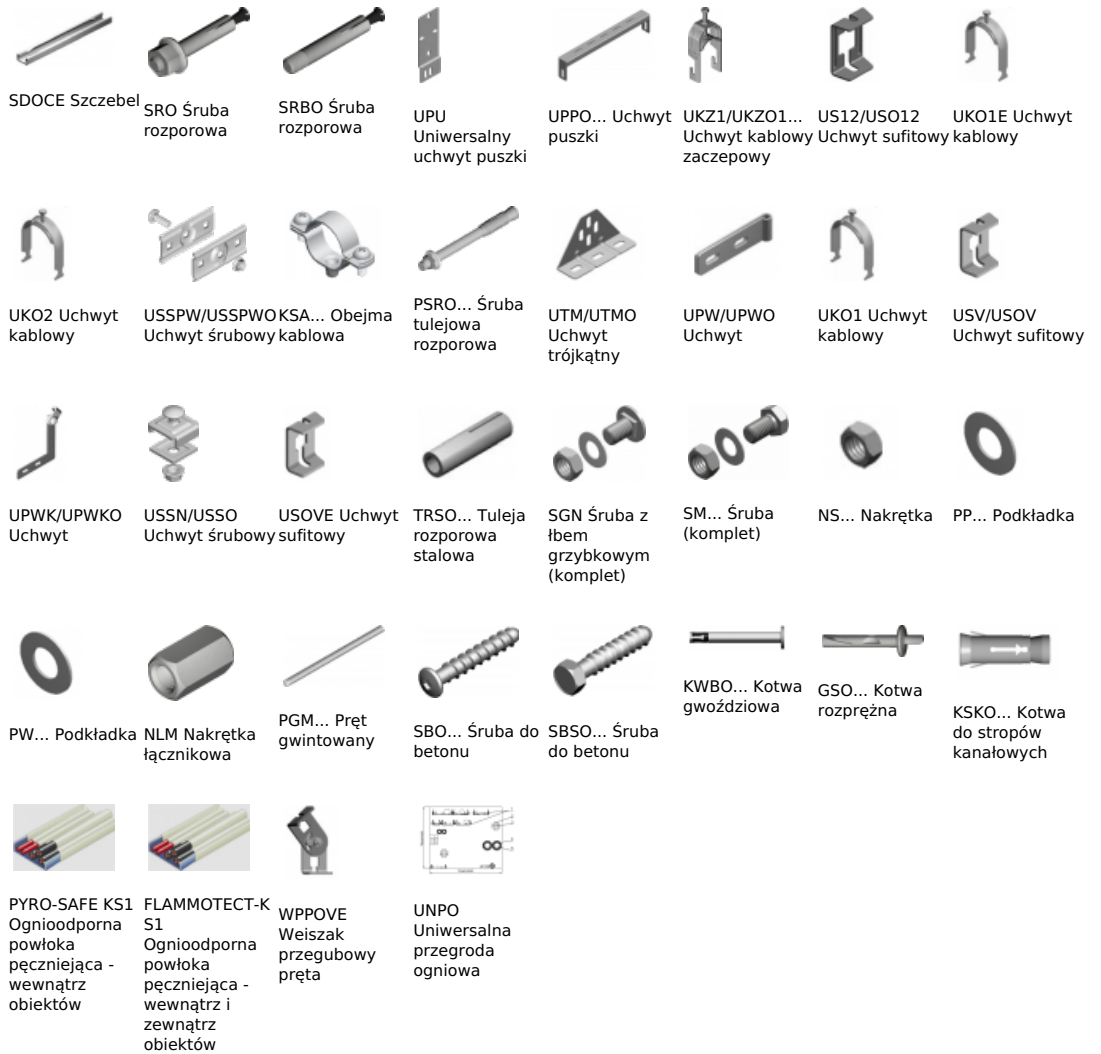 SDOCE Szczebel
SRO Śruba
rozporowa
SRBO Śruba
rozporowa
UPU
Uniwersalny
uchwyt puszki
UPPO... Uchwyt
puszki
UKZ1/UKZO1...
Uchwyt kablowy
zaczepowy
US12/USO12
Uchwyt sufitowy
UKO1E Uchwyt
kablowy
UKO2 Uchwyt
kablowy
USSPW/USSPWO
Uchwyt śrubowy
KSA... Obejma
kablowa
PSRO... Śruba
tulejowa
rozporowa
UTM/UTMO
Uchwyt
trójkątny
UPW/UPWO
Uchwyt
UKO1 Uchwyt
kablowy
USV/USOV
Uchwyt sufitowy
UPWK/UPWKO
Uchwyt
USSN/USSO
Uchwyt śrubowy
USOVE Uchwyt
sufitowy
TRSO... Tuleja
rozporowa
stalowa
SGN Śruba z
łbem
grzybkowym
(komplet)
SM... Śruba
(komplet)
NS... Nakrętka
PP... Podkładka
PW... Podkładka
NLM Nakrętka
łącznikowa
PGM... Pręt
gwintowany
SBO... Śruba do
betonu
SBSO... Śruba
do betonu
KWBO... Kotwa
gwoździowa
GSO... Kotwa
rozprężna
KSKO... Kotwa
do stropów
kanałowych
PYRO-SAFE KS1
Ognioodporna
powłoka
pęczniejąca -
wewnątrz
obiektów
FLAMMOTECT-K
S1
Ognioodporna
powłoka
pęczniejąca -
wewnątrz i
zewnątrz
obiektów
WPPOVE
Weiszak
przegubowy
pręta
UNPO
Uniwersalna
przegroda
ogniowa